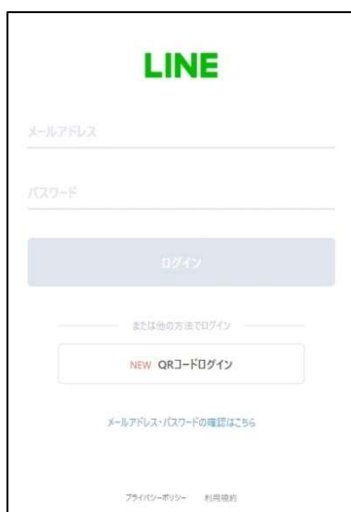 LINE
メールアドレス
パスワード
ログイン
または他の方法でログイン
NEW QRコードログイン
メールアドレス・パスワードの確認はこちら
プライバシーポリシー 利用規約